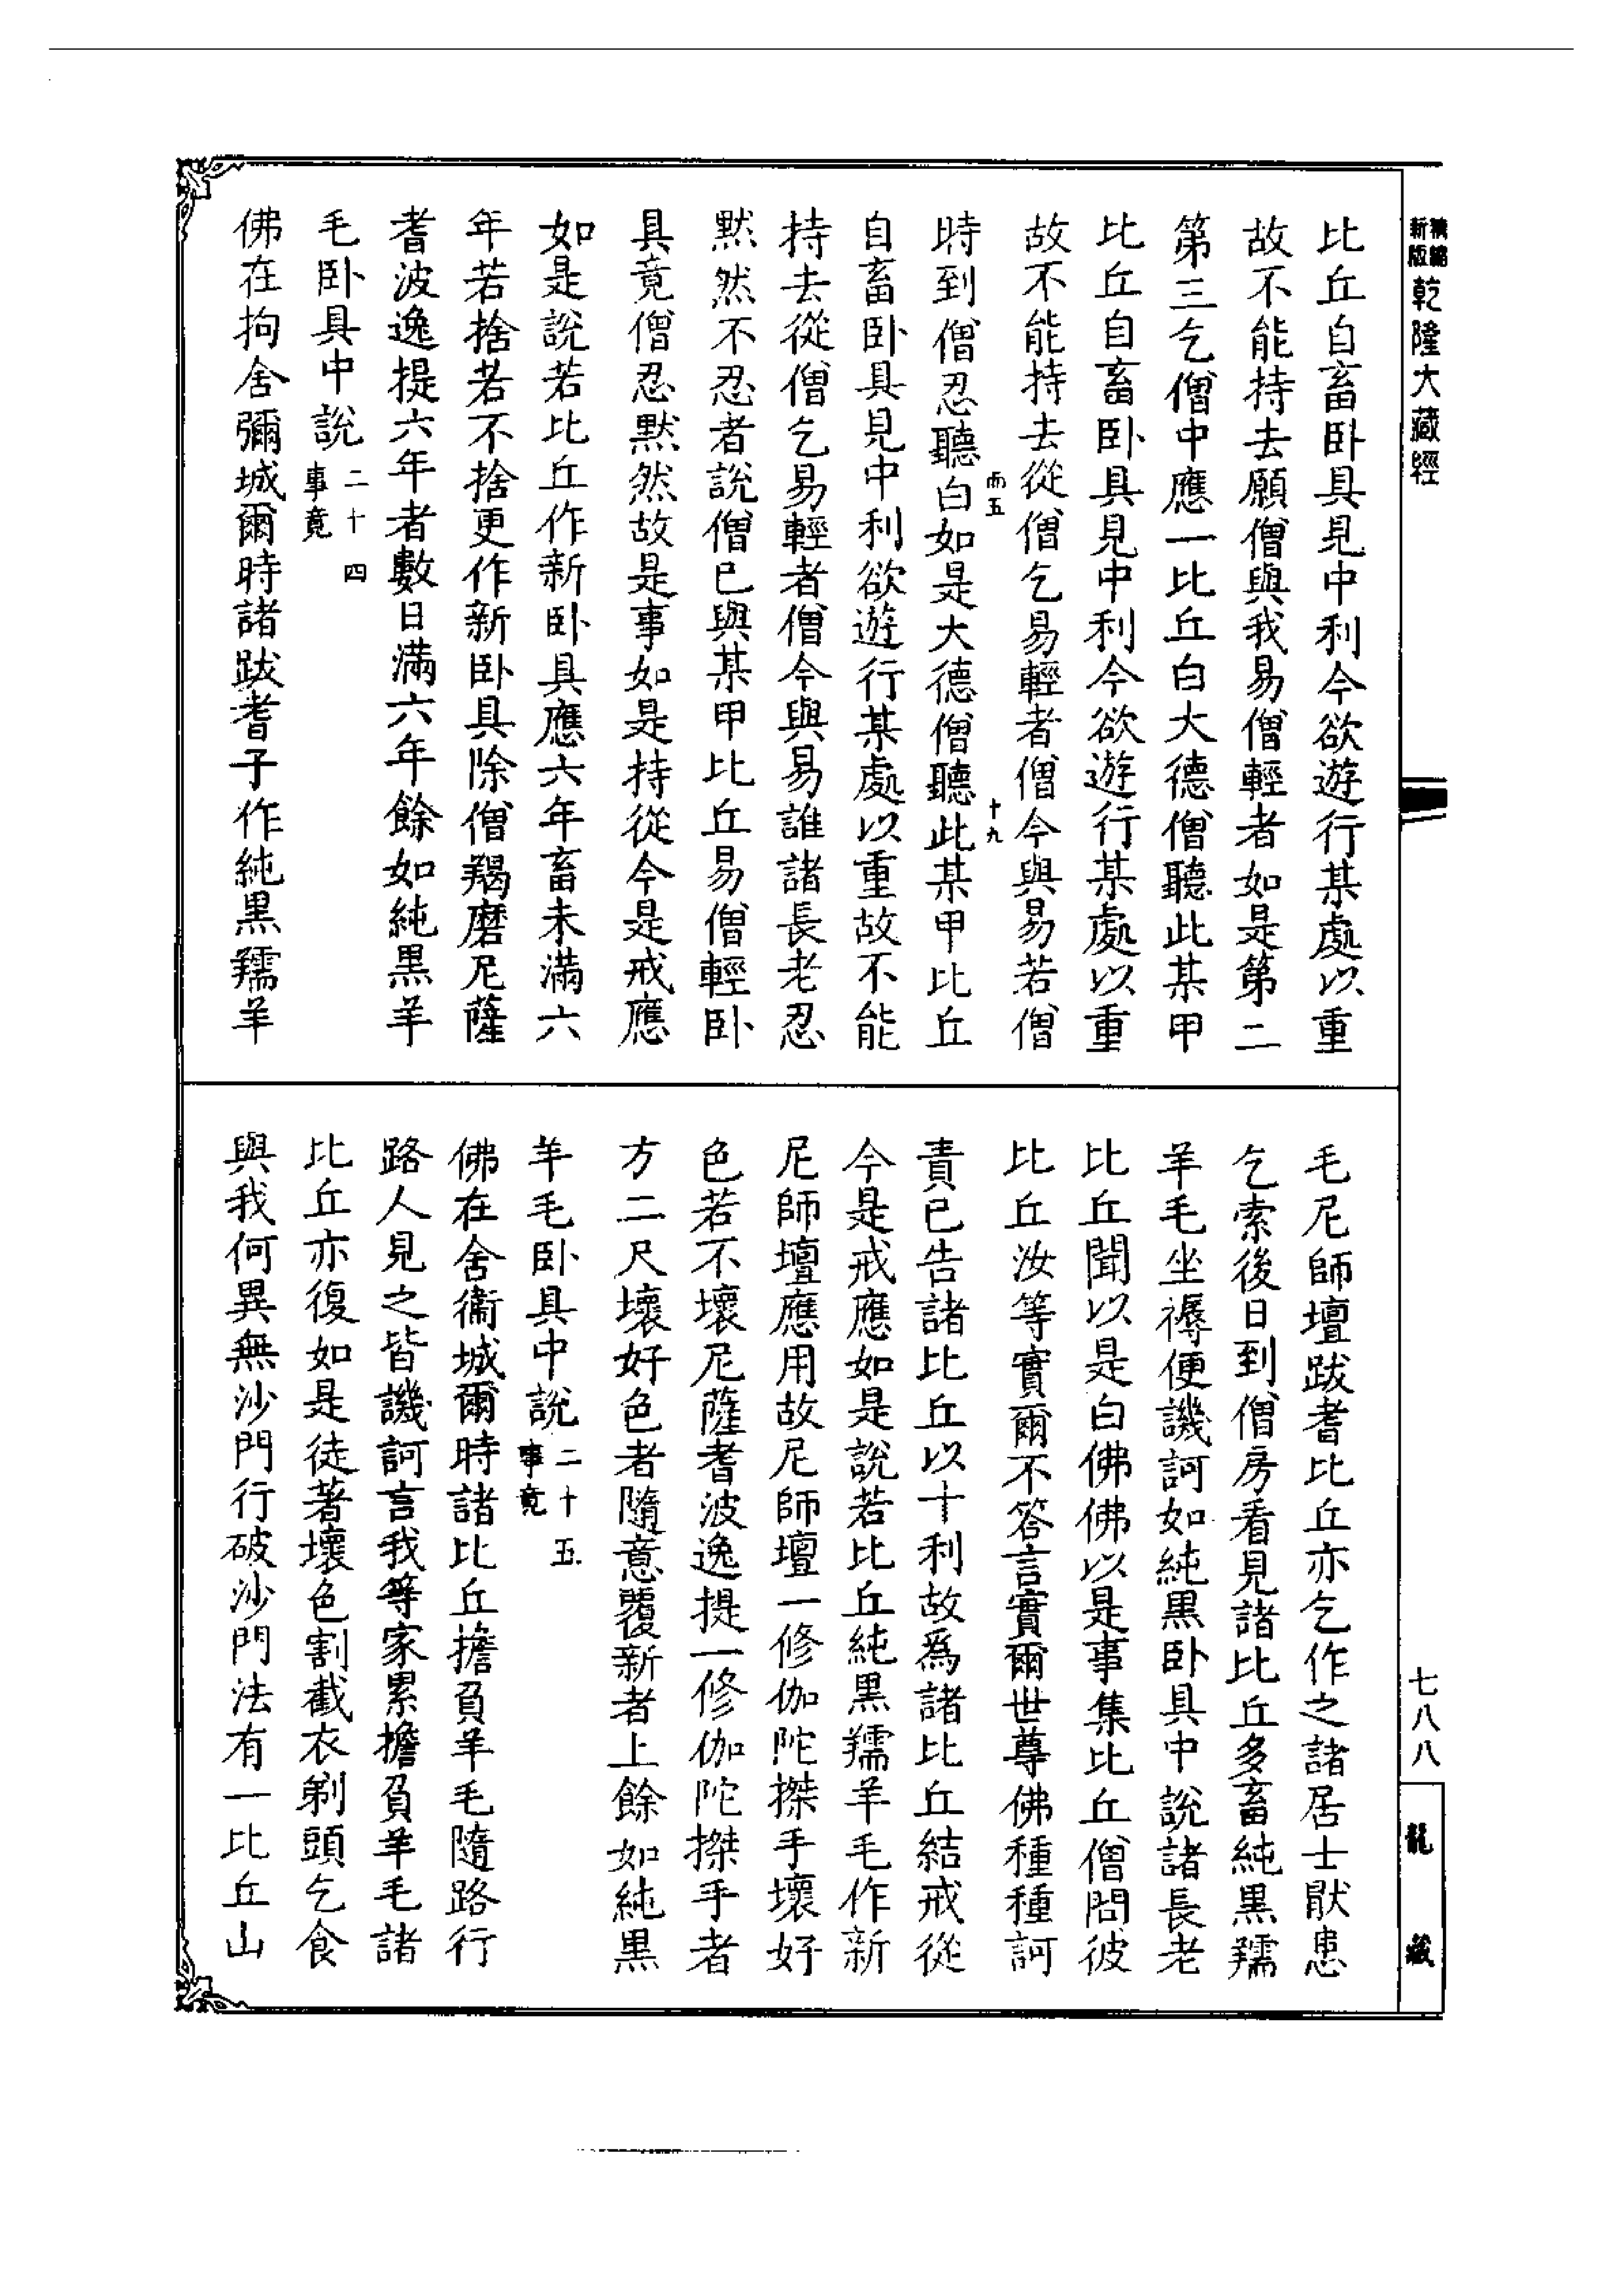 精縮
新版
乾隆大藏經
比丘自畜卧具見中利今欲遊行某處以重
故不能持去願僧與我易僧輕者如是第二
第三乞僧中應一比丘白大德僧聽此某甲
比丘自畜卧具見中利今欲遊行某處以重
故不能持去從僧乞易輕者僧今與易若僧
時到僧忍聽白如是大德僧聽此某甲比丘
自畜卧具見中利欲遊行某處以重故不能
持去從僧乞易輕者僧今與易誰諸長老忍
默然不忍者說僧已與某甲比丘易僧輕卧
具竟僧忍默然故是事如是持從今是戒應
如是說若比丘作新卧具應六年畜未滿六
年若捨若不捨更作新卧具除僧羯磨尼薩
耆波逸提六年者數日滿六年餘如純黑羊
毛卧具中說二十四事竟
佛在拘舍彌城爾時諸跋耆子作純黑羺羊
毛尼師壇跋耆比丘亦乞作之諸居士猒患
乞索後日到僧房看見諸比丘多畜純黑羺
羊毛坐褥便譏訶如純黑卧具中說諸長老
比丘聞以是白佛佛以是事集比丘僧問彼
比丘汝等實爾不答言實爾世尊佛種種訶
責已告諸比丘以十利故爲諸比丘結戒從
今是戒應如是說若比丘純黑羺羊毛作新
尼師壇應用故尼師壇一修伽陀搩手壞好
色若不壞尼薩耆波逸提一修伽陀搩手者
方二尺壞好色者隨意覆新者上餘如純黑
羊毛卧具中說二十五事竟
佛在舍衞城爾時諸比丘擔負羊毛隨路行
路人見之皆譏訶言我等家累擔負羊毛諸
比丘亦復如是徒著壞色割截衣剃頭乞食
與我何異無沙門行破沙門法有一比丘山
而五
十九
七八八
龍藏